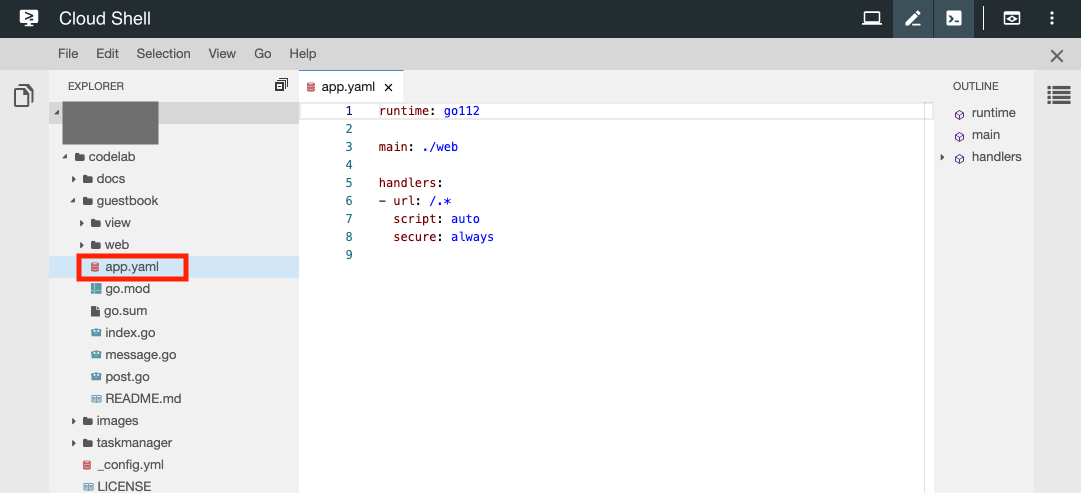 Cloud Shell
File Edit Selection View Go Help
EXPLORER
codelab
docs
guestbook
view
web
app.yaml
go.mod
go.sum
index.go
message.go
post.go
README.md
images
taskmanager
_config.yml
LICENSE
app.yaml
1 runtime: go112
2
3 main: ./web
4
5 handlers:
6 - url: /.*
7 script: auto
8 secure: always
9
OUTLINE
runtime
main
handlers